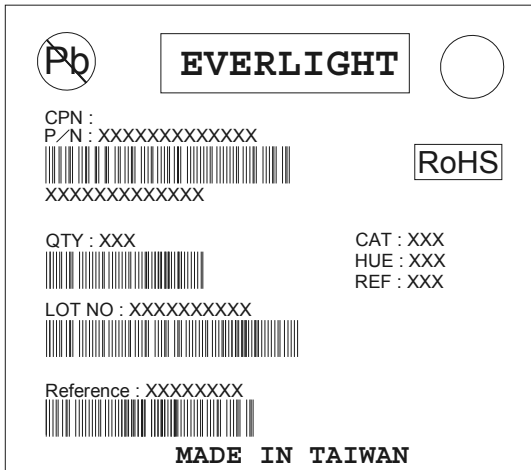 Pb
EVERLIGHT
CPN :
P/N : XXXXXXXXXXXXX
RoHS
XXXXXXXXXXXXX
QTY : XXX
CAT : XXX
HUE : XXX
REF : XXX
LOT NO : XXXXXXXXXX
Reference : XXXXXXXX
MADE IN TAIWAN